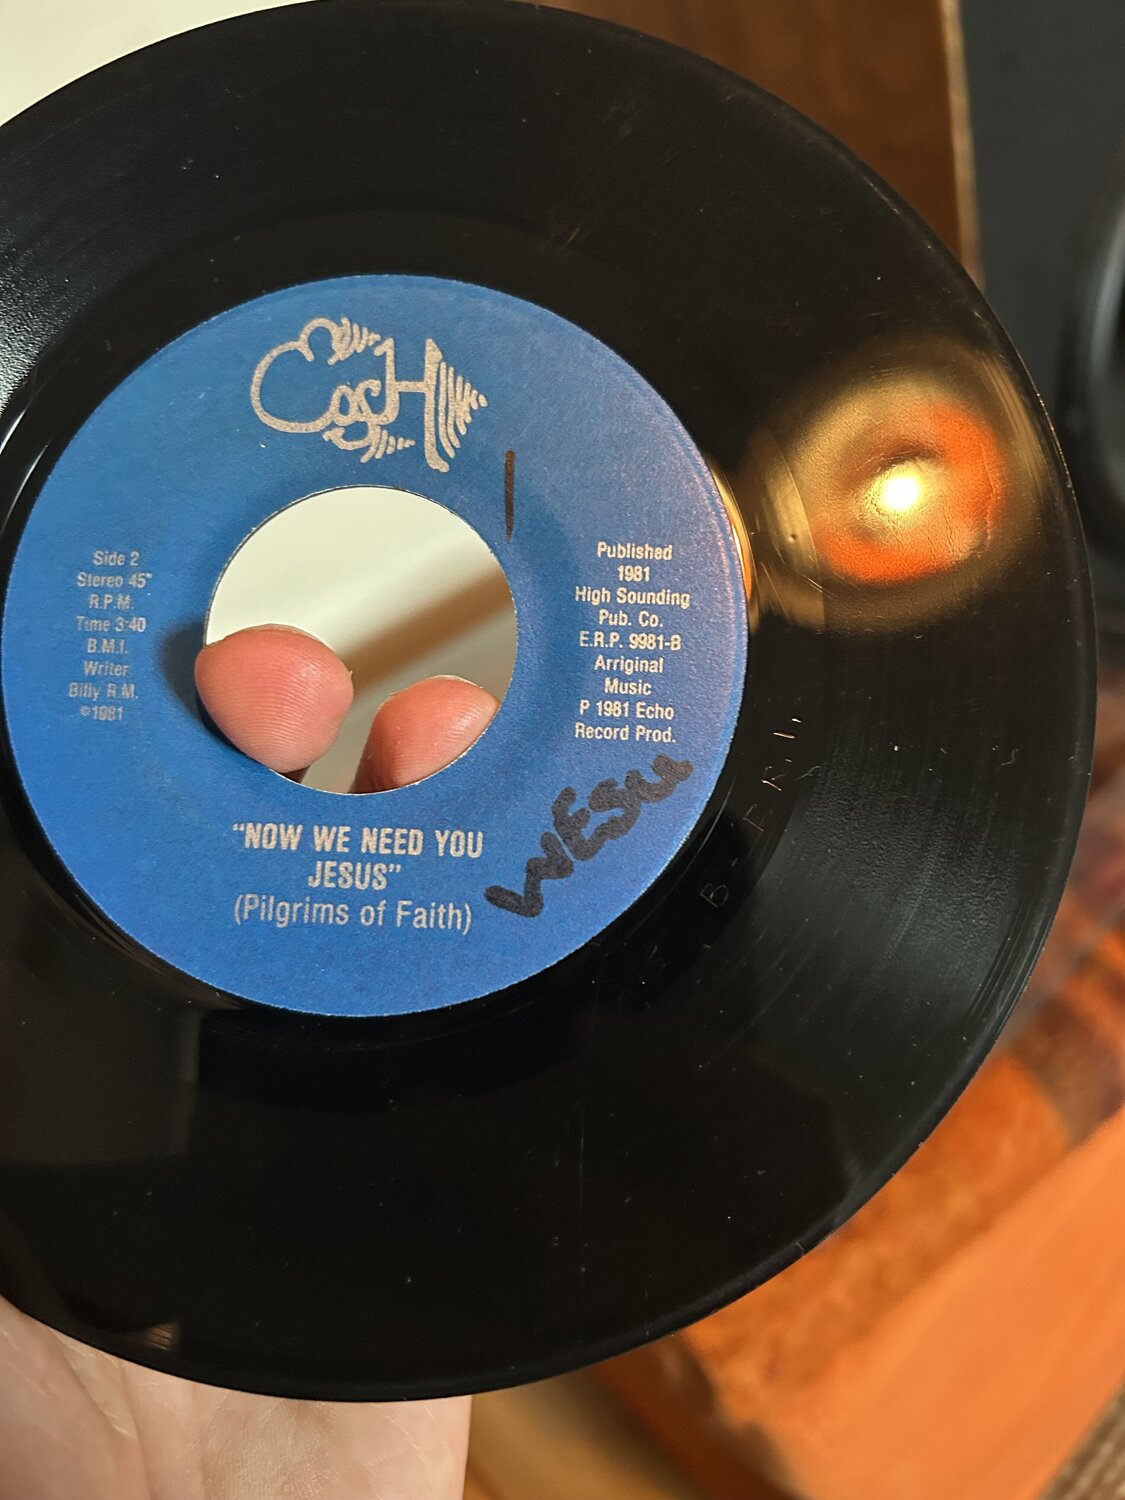 Side 2
Stereo 45"
R.P.M.
Time 3:40
B.M.I.
Writer
Billy R.M.
©1981
Published
1981
High Sounding
Pub. Co.
E.R.P. 9981-B
Arriginal
Music
P 1981 Echo
Record Prod.
"NOW WE NEED YOU
JESUS"
(Pilgrims of Faith)